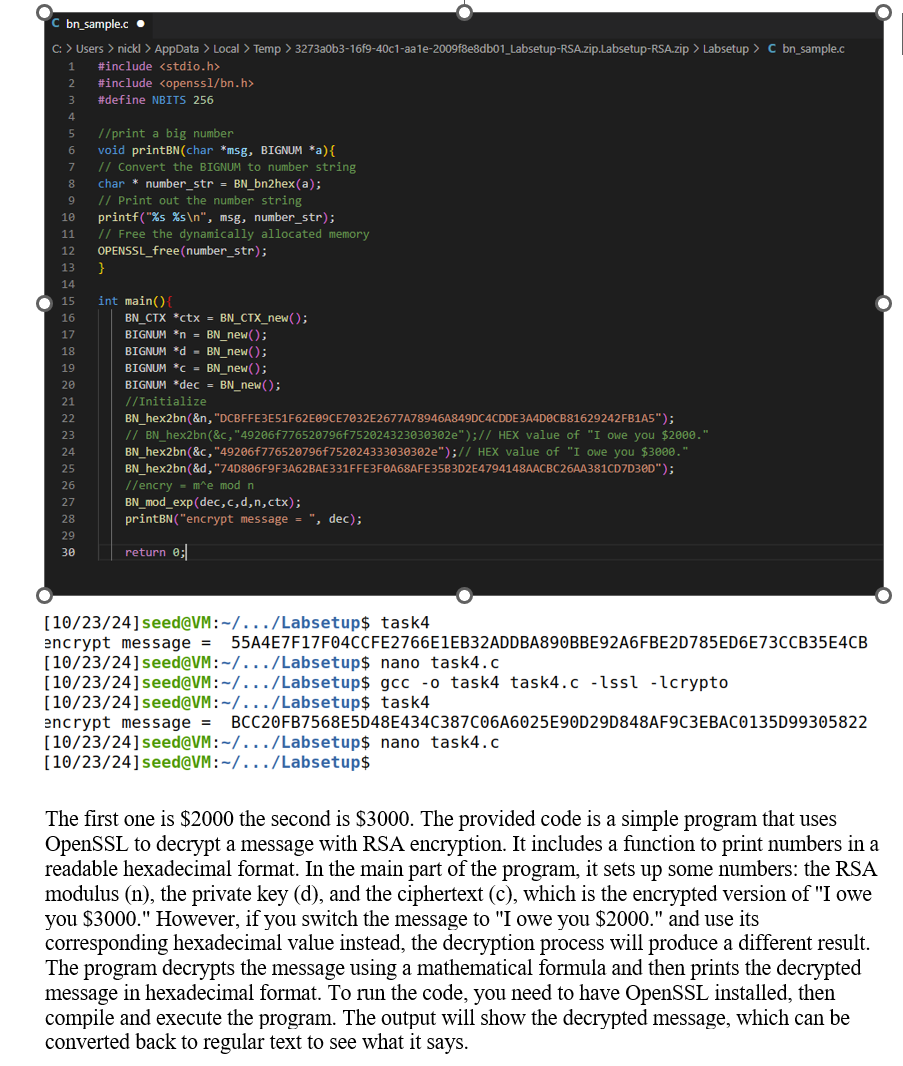 bn_sample.c ●
C: > Users > nickl > AppData > Local > Temp > 3273a0b3-16f9-40c1-aa1e-2009f8e8db01_Labsetup-RSA.zip.Labsetup-RSA.zip > Labsetup > C bn_sample.c
1 #include <stdio.h>
2 #include <openssl/bn.h>
3 #define NBITS 256
4
5 //print a big number
6 void printBN(char *msg, BIGNUM *a){
7 // Convert the BIGNUM to number string
8 char * number_str = BN_bn2hex(a);
9 // Print out the number string
10 printf("%s %s\n", msg, number_str);
11 // Free the dynamically allocated memory
12 OPENSSL_free(number_str);
13 }
14
15 int main(){
16 BN_CTX *ctx = BN_CTX_new();
17 BIGNUM *n = BN_new();
18 BIGNUM *d = BN_new();
19 BIGNUM *c = BN_new();
20 BIGNUM *dec = BN_new();
21 //Initialize
22 BN_hex2bn(&n,"DCBFFE3E51F62E09CE7032E2677A78946A849DC4CDDE3A4D0CB81629242FB1A5");
23 // BN_hex2bn(&c,"49206f776520796f752024323030302e");// HEX value of "I owe you $2000."
24 BN_hex2bn(&c,"49206f776520796f752024333030302e");// HEX value of "I owe you $3000."
25 BN_hex2bn(&d,"74D806F9F3A62BAE331FFE3F0A68AFE35B3D2E4794148AACBC26AA381CD7D30D");
26 //encry = m^e mod n
27 BN_mod_exp(dec,c,d,n,ctx);
28 printBN("encrypt message = ", dec);
29
30 return 0;
[10/23/24]seed@VM:~/.../Labsetup$ task4
encrypt message =  55A4E7F17F04CCFE2766E1EB32ADDBA890BBE92A6FBE2D785ED6E73CCB35E4CB
[10/23/24]seed@VM:~/.../Labsetup$ nano task4.c
[10/23/24]seed@VM:~/.../Labsetup$ gcc -o task4 task4.c -lssl -lcrypto
[10/23/24]seed@VM:~/.../Labsetup$ task4
encrypt message =  BCC20FB7568E5D48E434C387C06A6025E90D29D848AF9C3EBAC0135D99305822
[10/23/24]seed@VM:~/.../Labsetup$ nano task4.c
[10/23/24]seed@VM:~/.../Labsetup$
The first one is $2000 the second is $3000. The provided code is a simple program that uses
OpenSSL to decrypt a message with RSA encryption. It includes a function to print numbers in a
readable hexadecimal format. In the main part of the program, it sets up some numbers: the RSA
modulus (n), the private key (d), and the ciphertext (c), which is the encrypted version of "I owe
you $3000." However, if you switch the message to "I owe you $2000." and use its
corresponding hexadecimal value instead, the decryption process will produce a different result.
The program decrypts the message using a mathematical formula and then prints the decrypted
message in hexadecimal format. To run the code, you need to have OpenSSL installed, then
compile and execute the program. The output will show the decrypted message, which can be
converted back to regular text to see what it says.